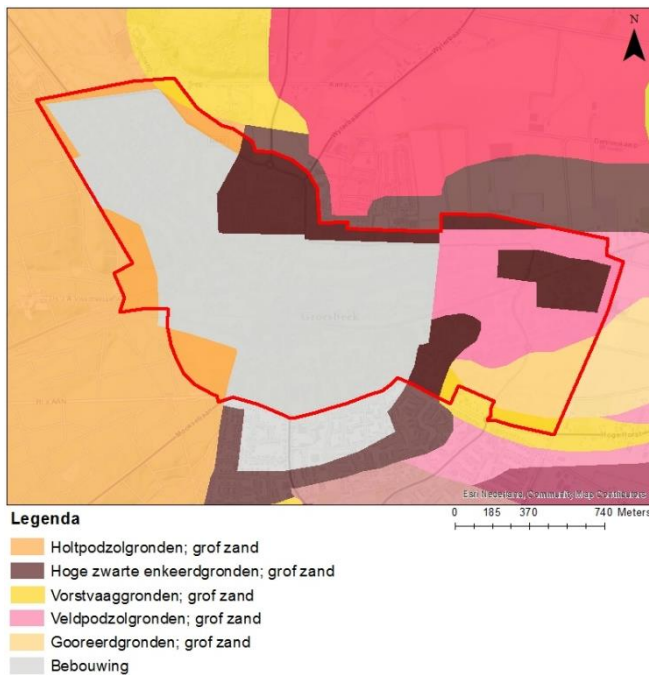 N
Esri Nederland, Community Map Contributors
Legenda
0 185 370 740 Meters
Holtpodzolgronden; grof zand
Hoge zwarte enkeerdgronden; grof zand
Vorstvaaggronden; grof zand
Veldpodzolgronden; grof zand
Gooreerdgronden; grof zand
Bebouwing